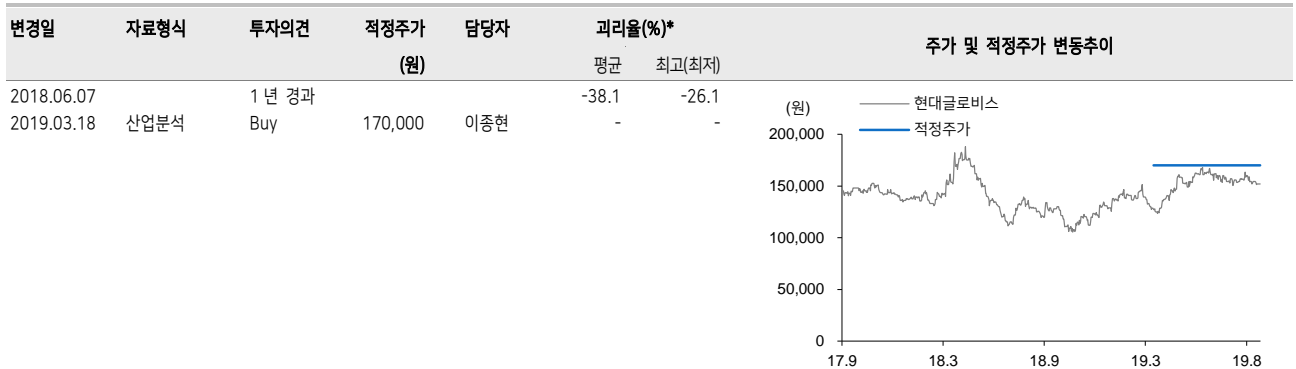 변경일 자료형식 투자의견 적정주가 담당자 괴리율(%)* 주가 및 적정주가 변동추이
(원) 평균 최고(최저)
2018.06.07 1년 경과 -38.1 -26.1
2019.03.18 산업분석 Buy 170,000 이종현 - -
(원)
현대글로비스
적정주가
200,000
150,000
100,000
50,000
0
17.9 18.3 18.9 19.3 19.8